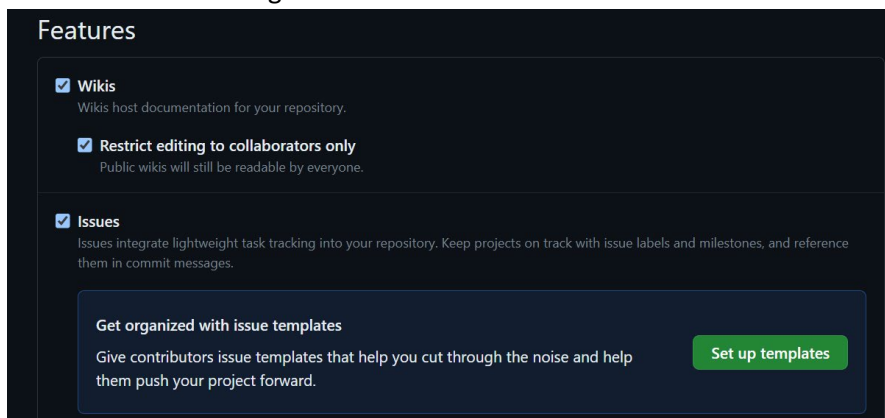 Features
Wikis
Wikis host documentation for your repository.
Restrict editing to collaborators only
Public wikis will still be readable by everyone.
Issues
Issues integrate lightweight task tracking into your repository. Keep projects on track with issue labels and milestones, and reference
them in commit messages.
Get organized with issue templates
Give contributors issue templates that help you cut through the noise and help
them push your project forward.
Set up templates